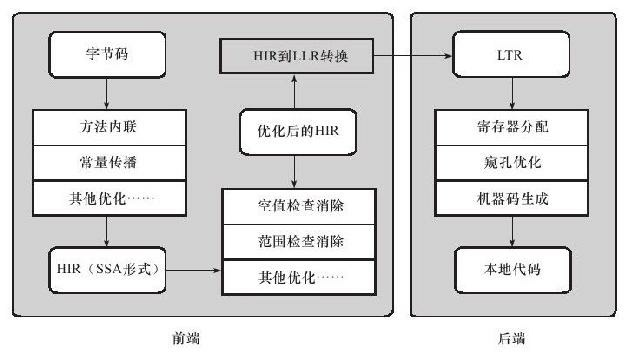 字节码
方法内联
常量传播
其他优化……
HIR（SSA形式）
空值检查消除
范围检查消除
其他优化……
优化后的HIR
HIR到LLR转换
前端
LTR
寄存器分配
窥孔优化
机器码生成
本地代码
后端